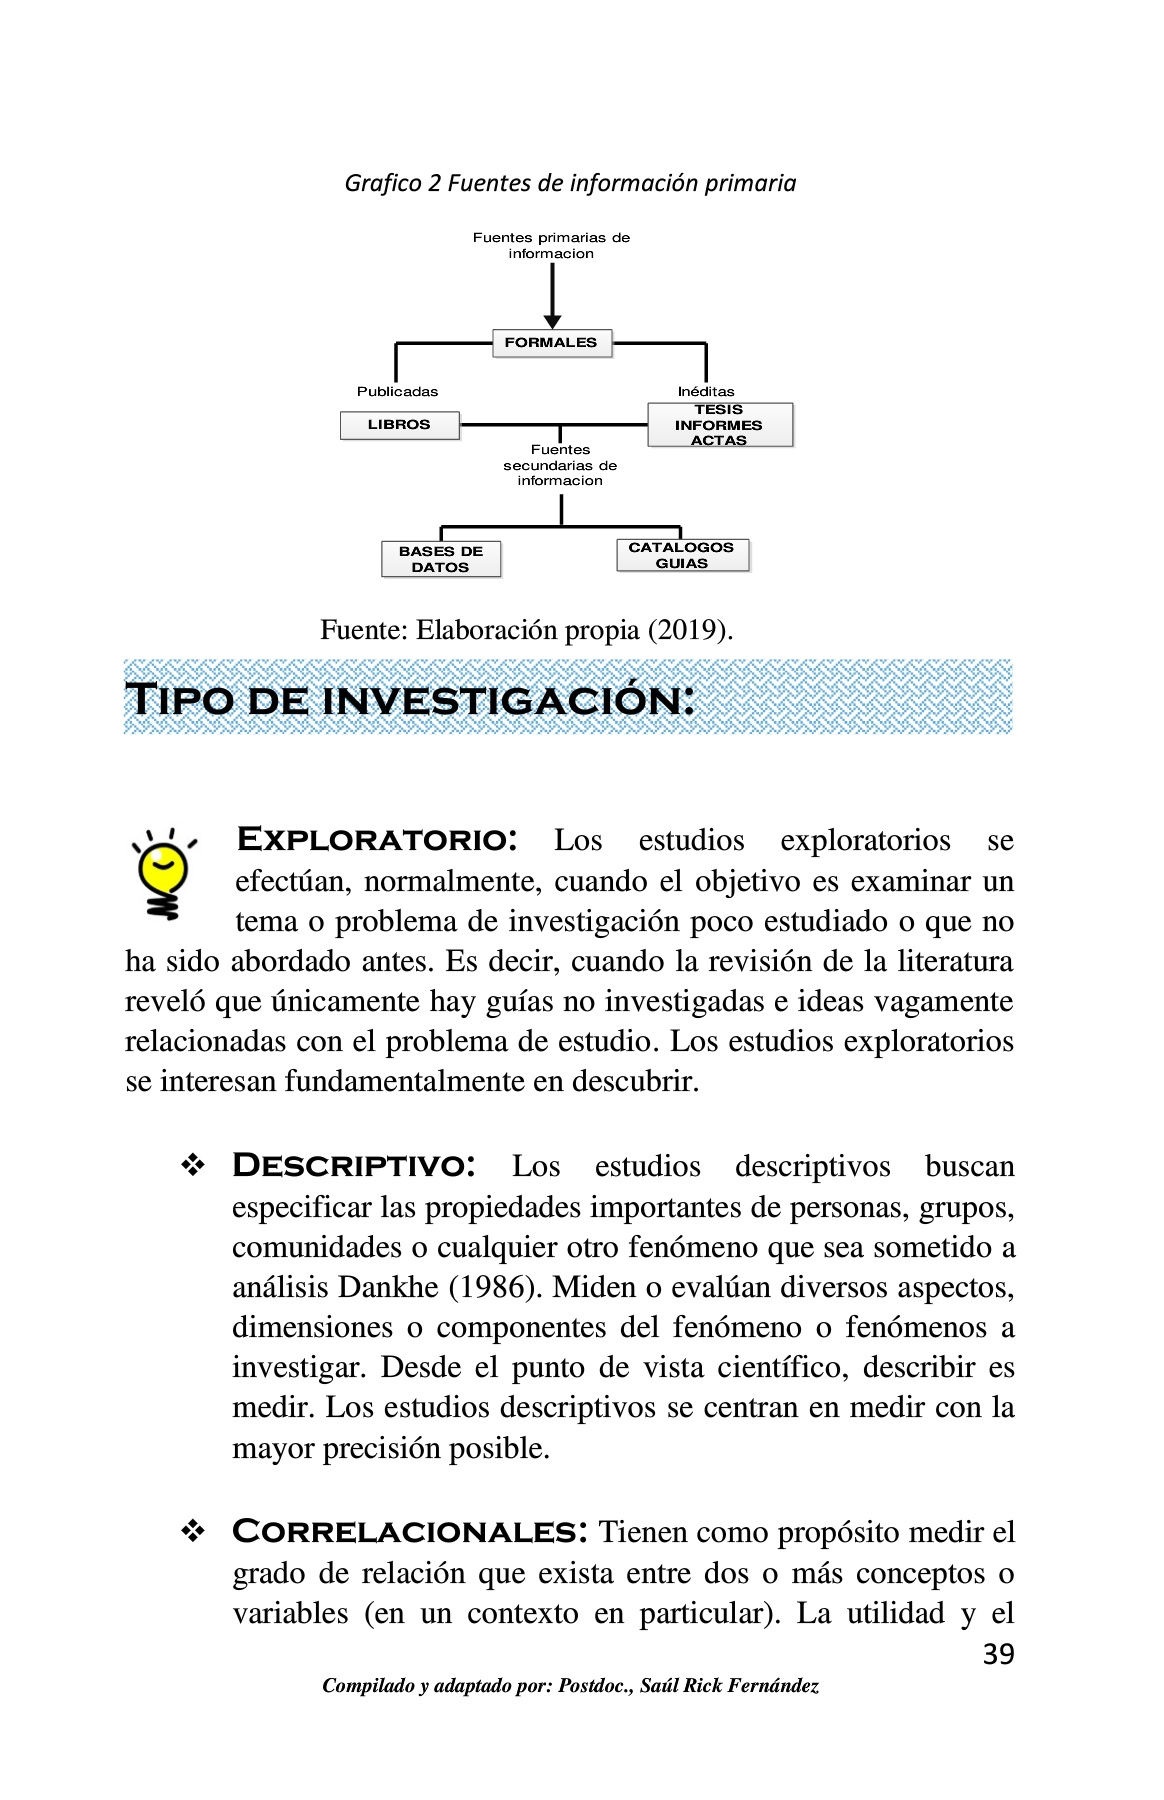 Grafico 2 Fuentes de información primaria
Fuentes primarias de
informacion
FORMALES
Publicadas
Inéditas
LIBROS
TESIS
INFORMES
ACTAS
Fuentes
secundarias de
informacion
BASES DE
DATOS
CATALOGOS
GUIAS
Fuente: Elaboración propia (2019).
TIPO DE INVESTIGACIÓN:
EXPLORATORIO: Los estudios exploratorios se
efectúan, normalmente, cuando el objetivo es examinar un
tema o problema de investigación poco estudiado o que no
ha sido abordado antes. Es decir, cuando la revisión de la literatura
reveló que únicamente hay guías no investigadas e ideas vagamente
relacionadas con el problema de estudio. Los estudios exploratorios
se interesan fundamentalmente en descubrir.
❖ DESCRIPTIVO: Los estudios descriptivos buscan
especificar las propiedades importantes de personas, grupos,
comunidades o cualquier otro fenómeno que sea sometido a
análisis Dankhe (1986). Miden o evalúan diversos aspectos,
dimensiones o componentes del fenómeno o fenómenos a
investigar. Desde el punto de vista científico, describir es
medir. Los estudios descriptivos se centran en medir con la
mayor precisión posible.
❖ CORRELACIONALES: Tienen como propósito medir el
grado de relación que exista entre dos o más conceptos o
variables (en un contexto en particular). La utilidad y el
39
Compilado y adaptado por: Postdoc., Saúl Rick Fernández